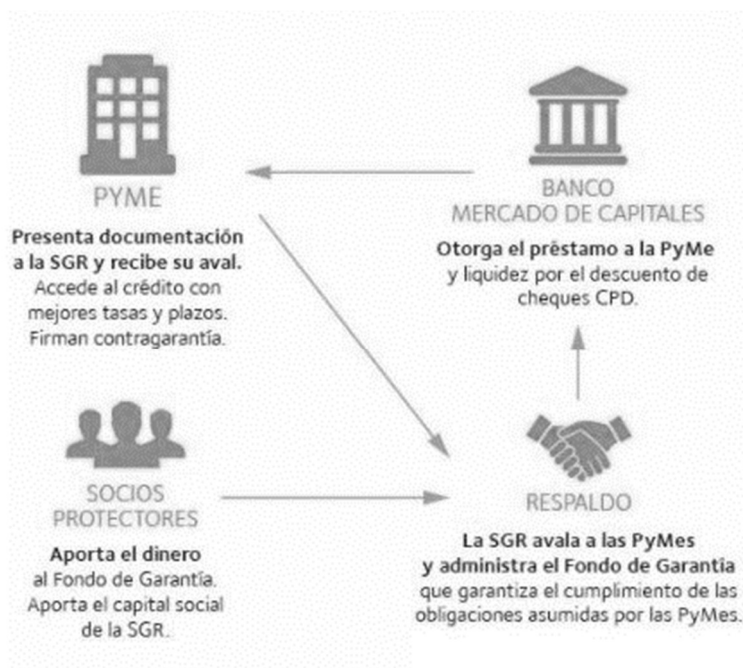 PYME
Presenta documentación
a la SGR y recibe su aval.
Accede al crédito con
mejores tasas y plazos.
Firman contragarantía.
BANCO
MERCADO DE CAPITALES
Otorga el préstamo a la PyMe
y liquidez por el descuento de
cheques CPD.
SOCIOS
PROTECTORES
Aporta el dinero
al Fondo de Garantía.
Aporta el capital social
de la SGR.
RESPALDO
La SGR avala a las PyMes
y administra el Fondo de Garantía
que garantiza el cumplimiento de las
obligaciones asumidas por las PyMes.